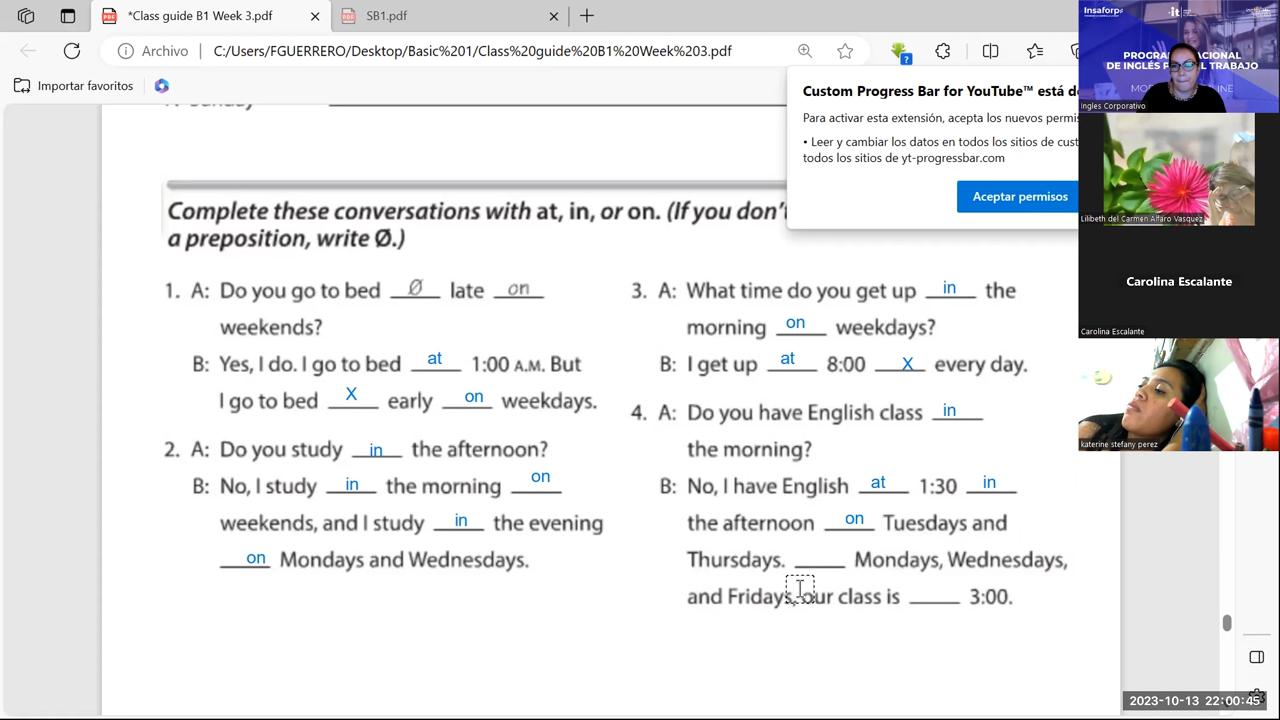 *Class guide B1 Week 3.pdf
SB1.pdf
Archivo
C:/Users/FGUERRERO/Desktop/Basic%201/Class%20guide%20B1%20Week%203.pdf
Importar favoritos
Custom Progress Bar for YouTube™ está
Para activar esta extensión, acepta los nuevos
• Leer y cambiar los datos en todos los sitios de
todos los sitios de yt-progressbar.com
Aceptar permisos
Sunday
Complete these conversations with at, in, or on. (If you don't
a preposition, write Ø.)
1. A: Do you go to bed Ø late on
weekends?
B: Yes, I do. I go to bed at 1:00 A.M. But
I go to bed X early on weekdays.
2. A: Do you study in the afternoon?
B: No, I study in the morning on
weekends, and I study in the evening
on Mondays and Wednesdays.
3. A: What time do you get up in the
morning on weekdays?
B: I get up at 8:00 X every day.
4. A: Do you have English class in
the morning?
B: No, I have English at 1:30 in
the afternoon on Tuesdays and
Thursdays. ____ Mondays, Wednesdays,
and Fridays, our class is ____ 3:00.
Insaforp
it
DE INGLÉS
TRABAJO
Ingles Corporativo
Lilibeth del Carmen Alfaro Vasquez
Carolina Escalante
Carolina Escalante
katerine stefany perez
2023-10-13 22:00:45